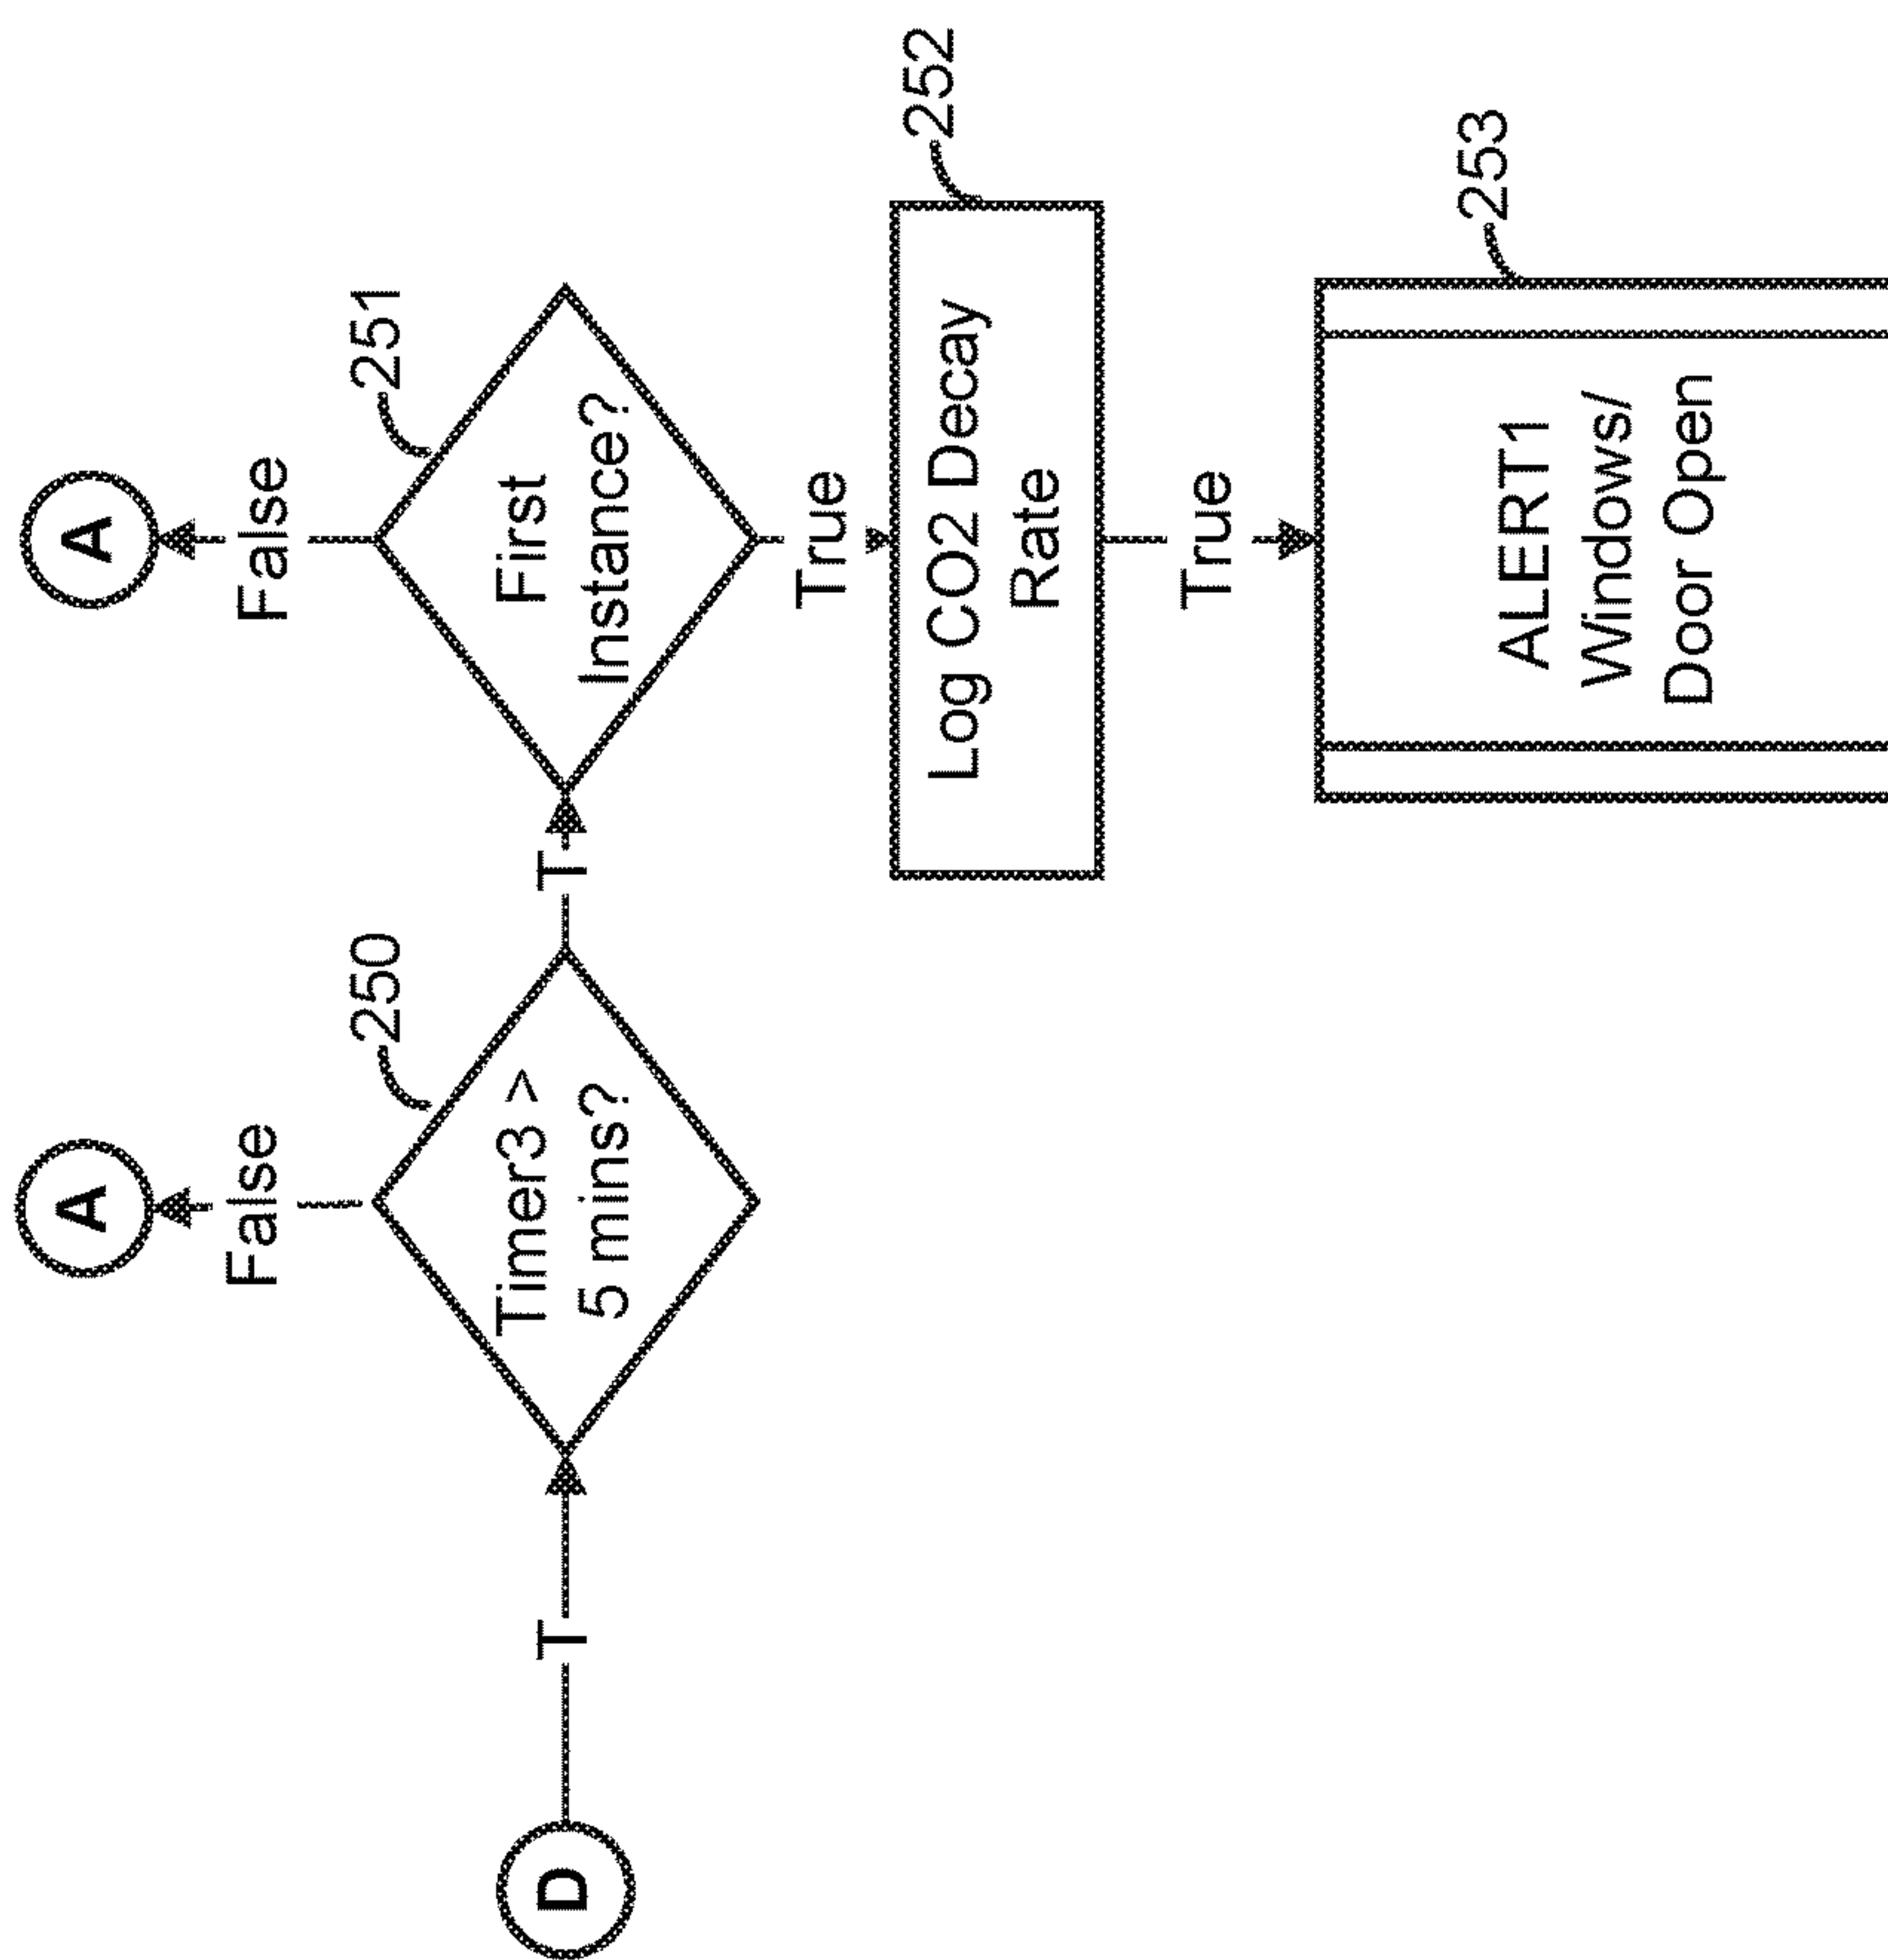 A
A
False
False
250
251
D
T
Timer3 >
5 mins?
T
First
Instance?
True
252
Log CO2 Decay
Rate
True
253
ALERT1
Windows/
Door Open